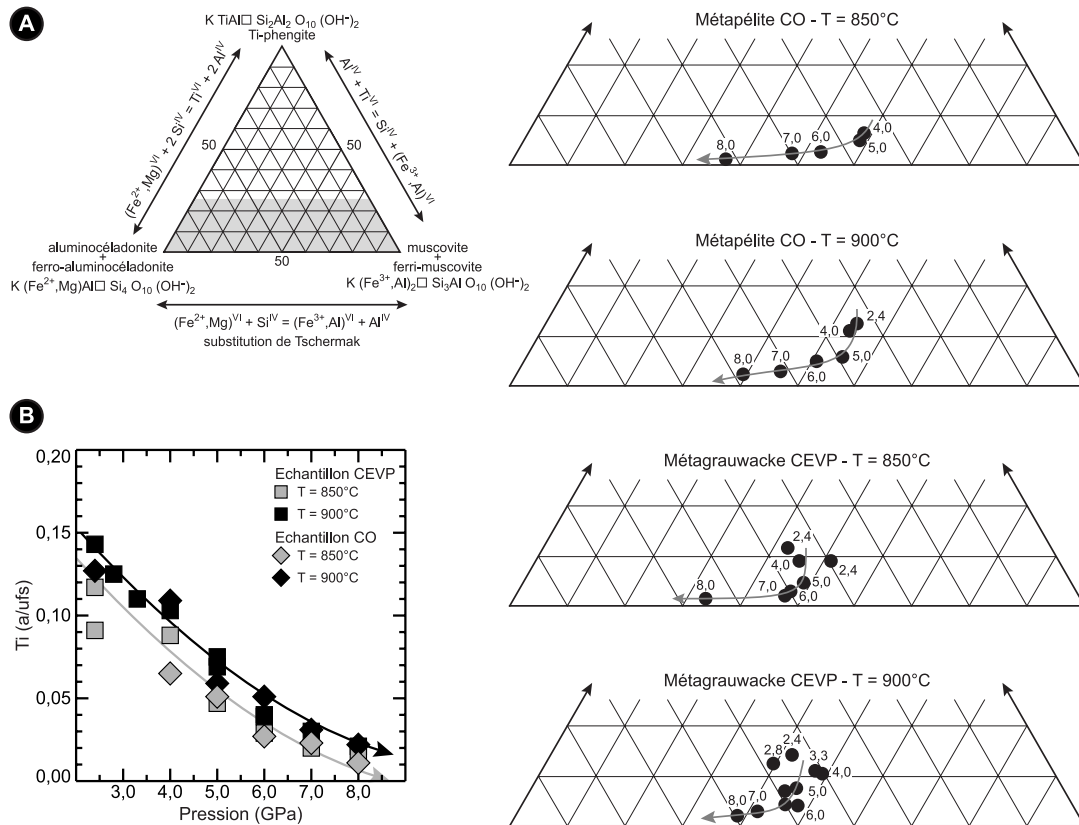 A
K TiAl□ Si2Al2 O10 (OH-)2
Ti-phengite
(Fe2+,Mg)VI + 2 SiIV = TiVI + 2 AlIV
AlIV + TiVI = SiIV + (Fe3+,Al)VI
50
50
50
aluminocéladonite
+
ferro-aluminocéladonite
K (Fe2+,Mg)Al□ Si4 O10 (OH-)2
muscovite
+
ferri-muscovite
K (Fe3+,Al)2□ Si3Al O10 (OH-)2
(Fe2+,Mg)VI + SiIV = (Fe3+,Al)VI + AlIV
substitution de Tschermak
Métapélite CO - T = 850°C
8,0
7,0
6,0
4,0
5,0
Métapélite CO - T = 900°C
2,4
4,0
8,0
7,0
6,0
5,0
B
0,20
0,15
0,10
0,05
0,00
Ti (a/ufs)
Echantillon CEVP
T = 850°C
T = 900°C
Echantillon CO
T = 850°C
T = 900°C
3,0
4,0
5,0
6,0
7,0
8,0
Pression (GPa)
Métagrauwacke CEVP - T = 850°C
2,4
4,0
2,4
8,0
7,0
5,0
6,0
Métagrauwacke CEVP - T = 900°C
2,4
2,8
3,3
4,0
8,0
7,0
5,0
6,0